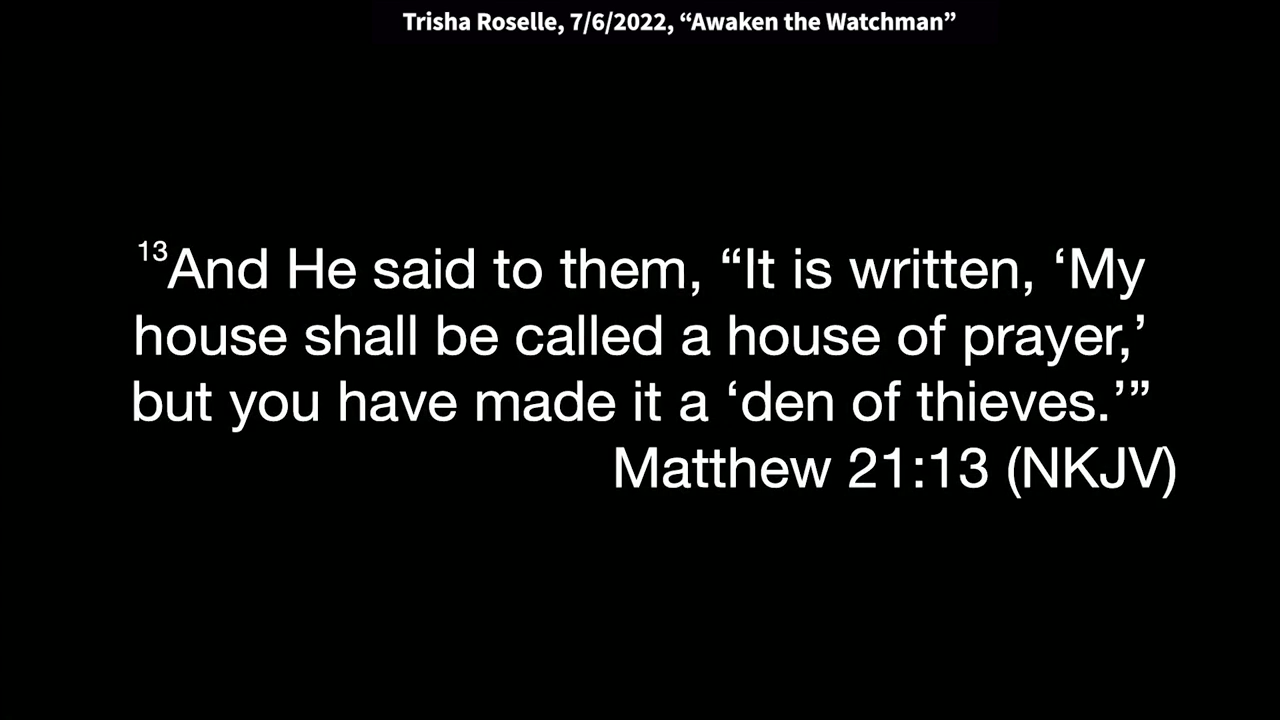 Trisha Roselle, 7/6/2022, “Awaken the Watchman”
13And He said to them, “It is written, ‘My
house shall be called a house of prayer,’
but you have made it a ‘den of thieves.’”
Matthew 21:13 (NKJV)